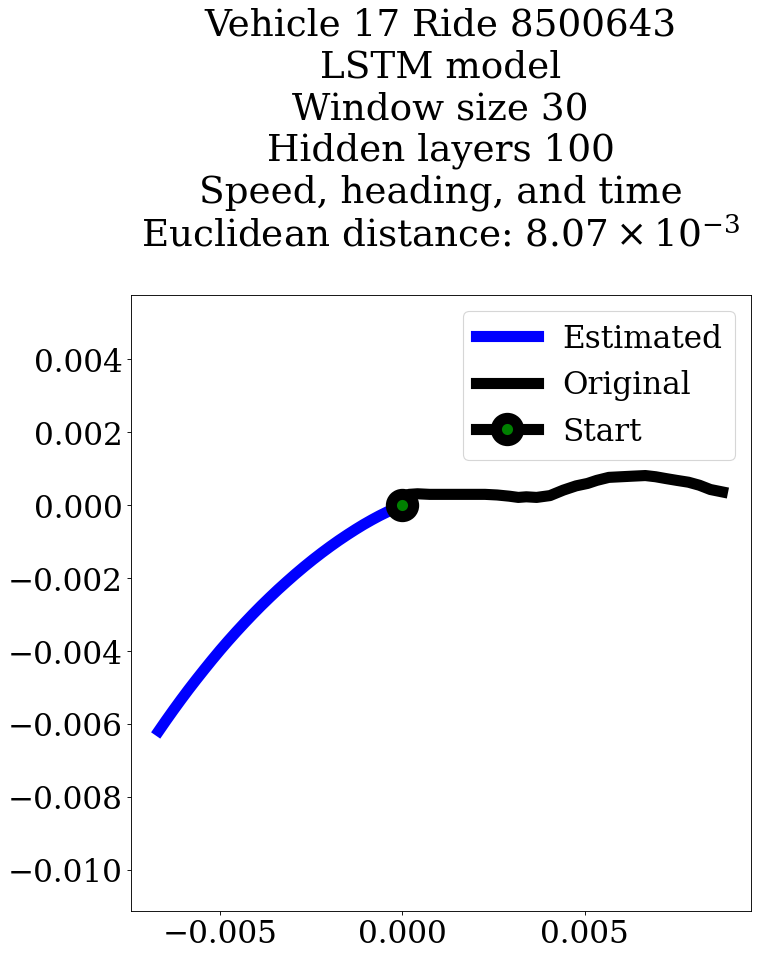 Vehicle 17 Ride 8500643
LSTM model
Window size 30
Hidden layers 100
Speed, heading, and time
Euclidean distance: 8.07 × 10⁻³
Estimated
Original
Start
0.004
0.002
0.000
−0.002
−0.004
−0.006
−0.008
−0.010
−0.005 0.000 0.005